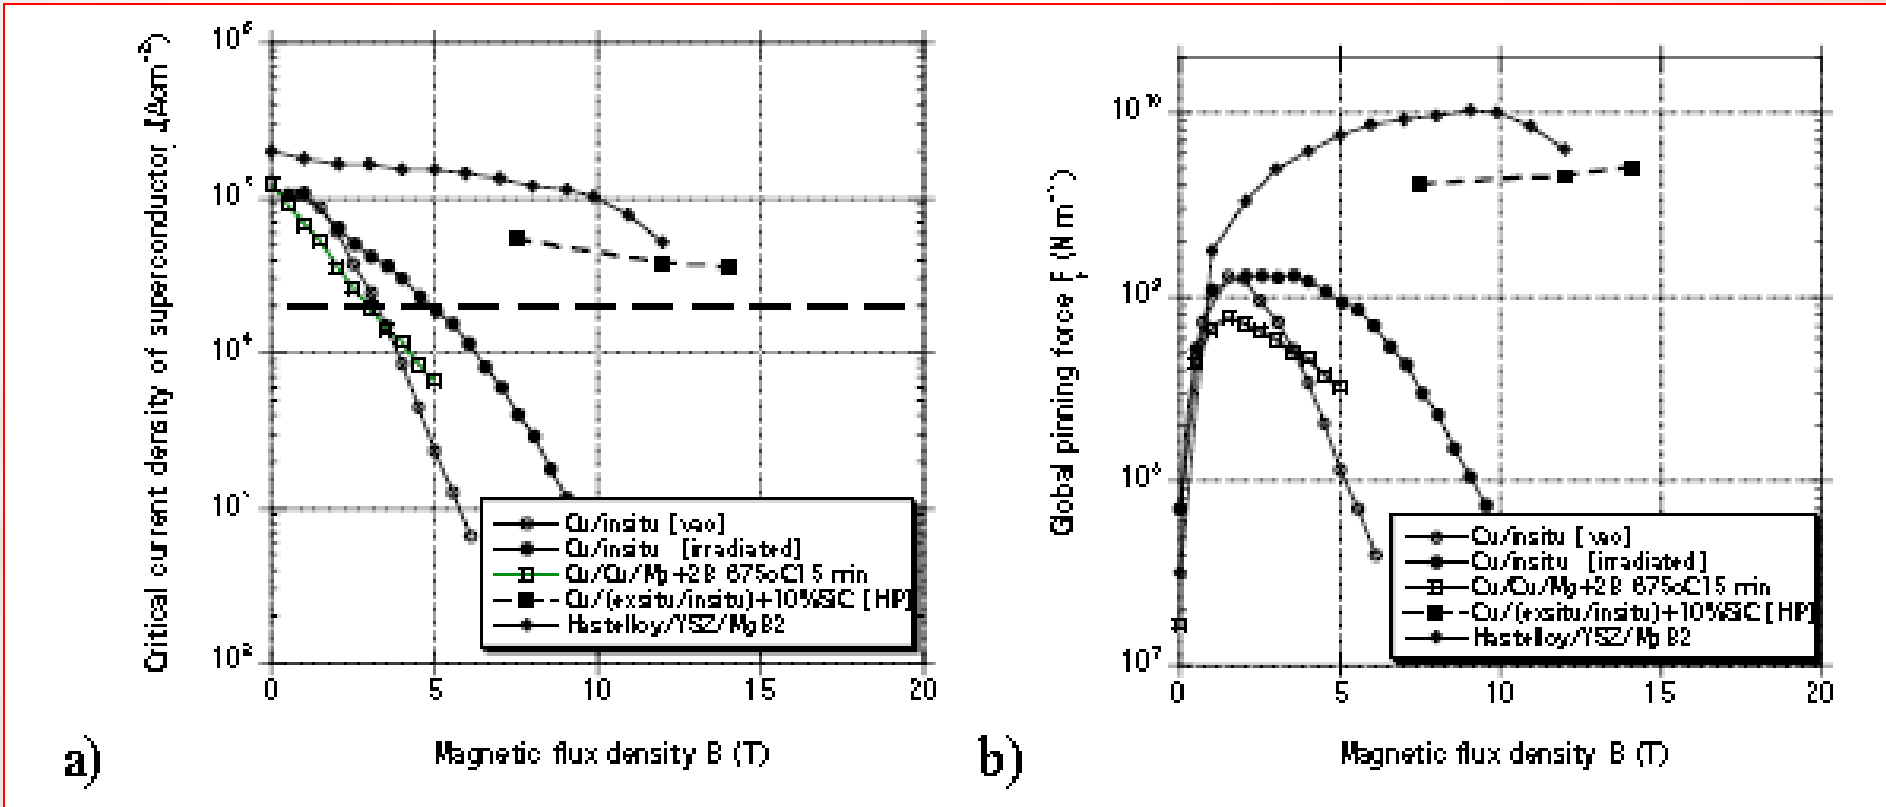 Critical current density of superconductor J (Acm⁻²)
10⁶
10⁵
10⁴
10³
10²
0 5 10 15 20
Magnetic flux density B (T)
Cu/insitu
Cu/insitu [irradiated]
Cu/Cu/Mg+2B 675oC15 min
Cu/(exsitu/insitu)+10%SiC [HP]
Hastelloy/YSZ/MgB2
a)
Global pinning force F (N m⁻³)
10¹⁰
10⁹
10⁸
10⁷
0 5 10 15 20
Magnetic flux density B (T)
Cu/insitu
Cu/insitu [irradiated]
Cu/Cu/Mg+2B 675oC15 min
Cu/(exsitu/insitu)+10%SiC [HP]
Hastelloy/YSZ/MgB2
b)